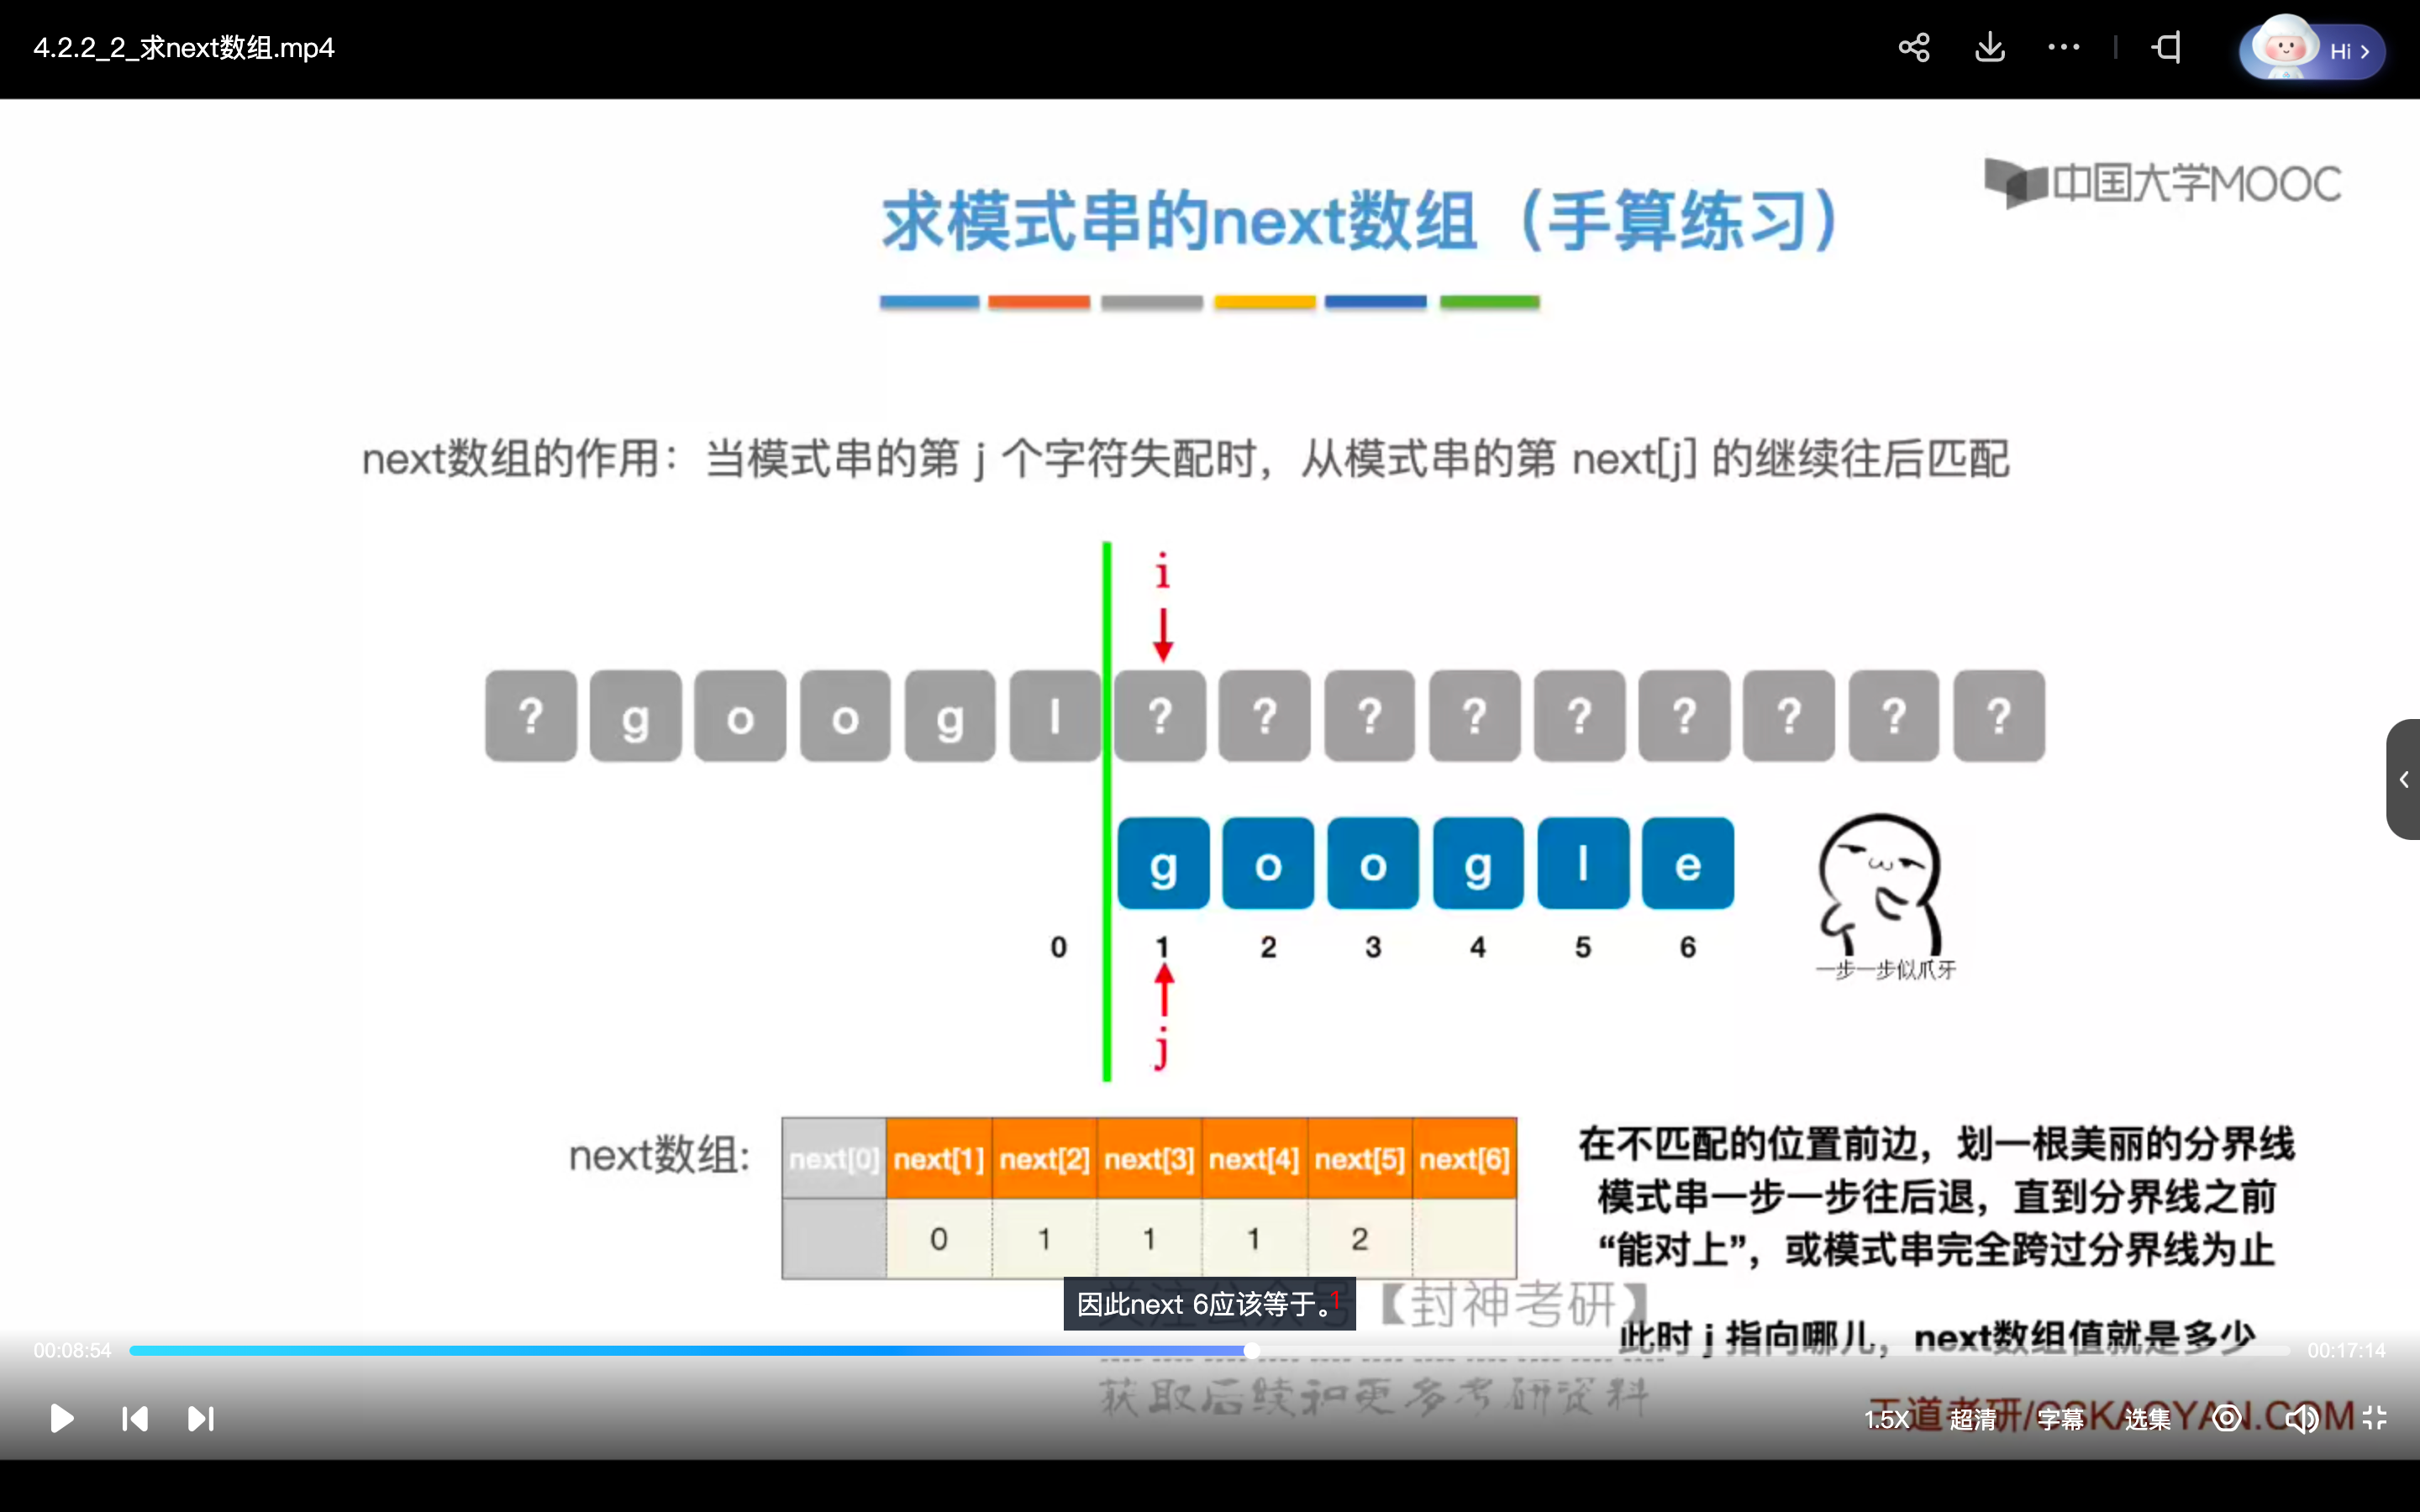 4.2.2_2_求next数组.mp4
Hi
中国大学MOOC
求模式串的next数组（手算练习）
next数组的作用：当模式串的第 j 个字符失配时，从模式串的第 next[j] 的继续往后匹配
i
? g o o g l ? ? ? ? ? ? ? ? ?
g o o g l e
0 1 2 3 4 5 6
一步一步似爪牙
j
next数组:
next[0] next[1] next[2] next[3] next[4] next[5] next[6]
0 1 1 1 2
在不匹配的位置前边，划一根美丽的分界线
模式串一步一步往后退，直到分界线之前
“能对上”，或模式串完全跨过分界线为止
此时 j 指向哪儿，next数组值就是多少
关注公众号【封神考研】
因此next 6应该等于。1
00:08:54
00:17:14
获取后续和更多考研资料
王道考研/CSKAOYAN.COM
1.5X 超清 字幕 选集